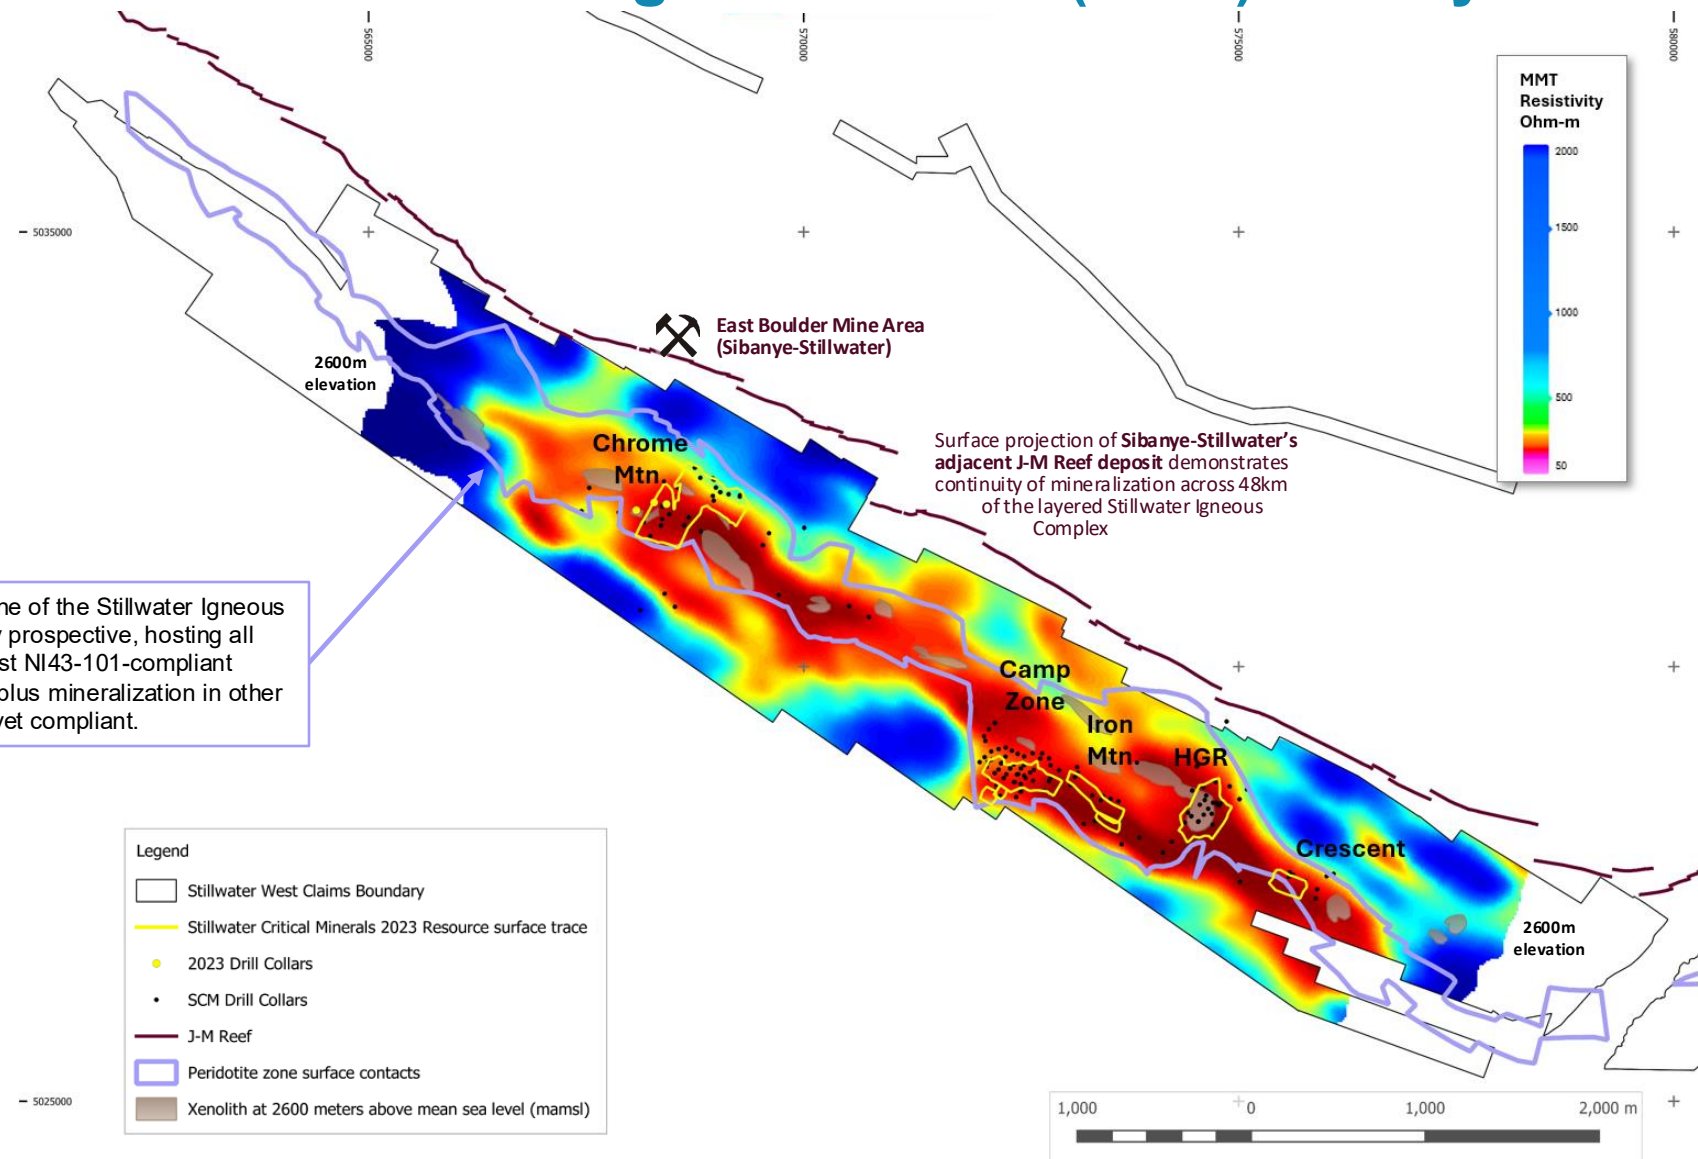 565000
570000
575000
580000
MMT
Resistivity
Ohm-m
2000
1500
1000
500
50
5035000
East Boulder Mine Area
(Sibanye-Stillwater)
2600m
elevation
Chrome
Mtn.
Surface projection of Sibanye-Stillwater's
adjacent J-M Reef deposit demonstrates
continuity of mineralization across 48km
of the layered Stillwater Igneous
Complex
of the Stillwater Igneous
prospective, hosting all
NI43-101-compliant
plus mineralization in other
yet compliant.
Camp
Zone
Iron
Mtn.
HGR
Crescent
2600m
elevation
Legend
Stillwater West Claims Boundary
Stillwater Critical Minerals 2023 Resource surface trace
2023 Drill Collars
SCM Drill Collars
J-M Reef
Peridotite zone surface contacts
Xenolith at 2600 meters above mean sea level (mamsl)
5025000
1,000
0
1,000
2,000 m